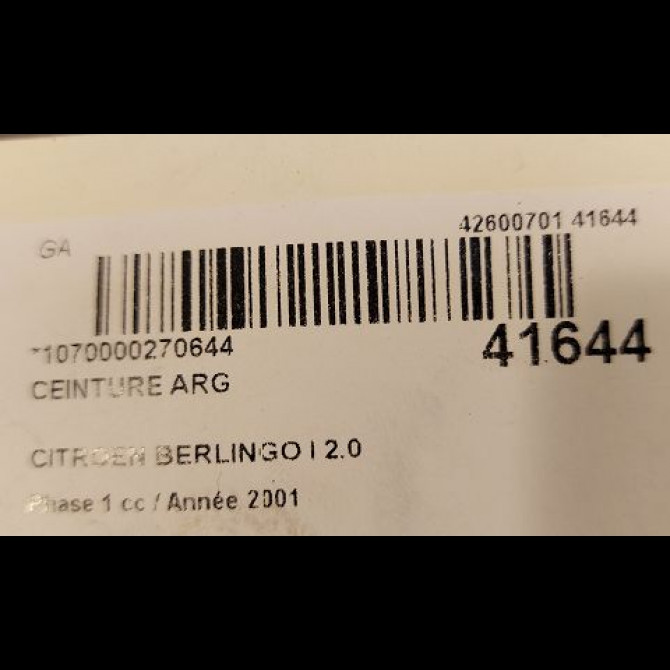 GA
42600701 41644
*1070000270644
41644
CEINTURE ARG
CITROEN BERLINGO I 2.0
Phase 1 cc / Année 2001